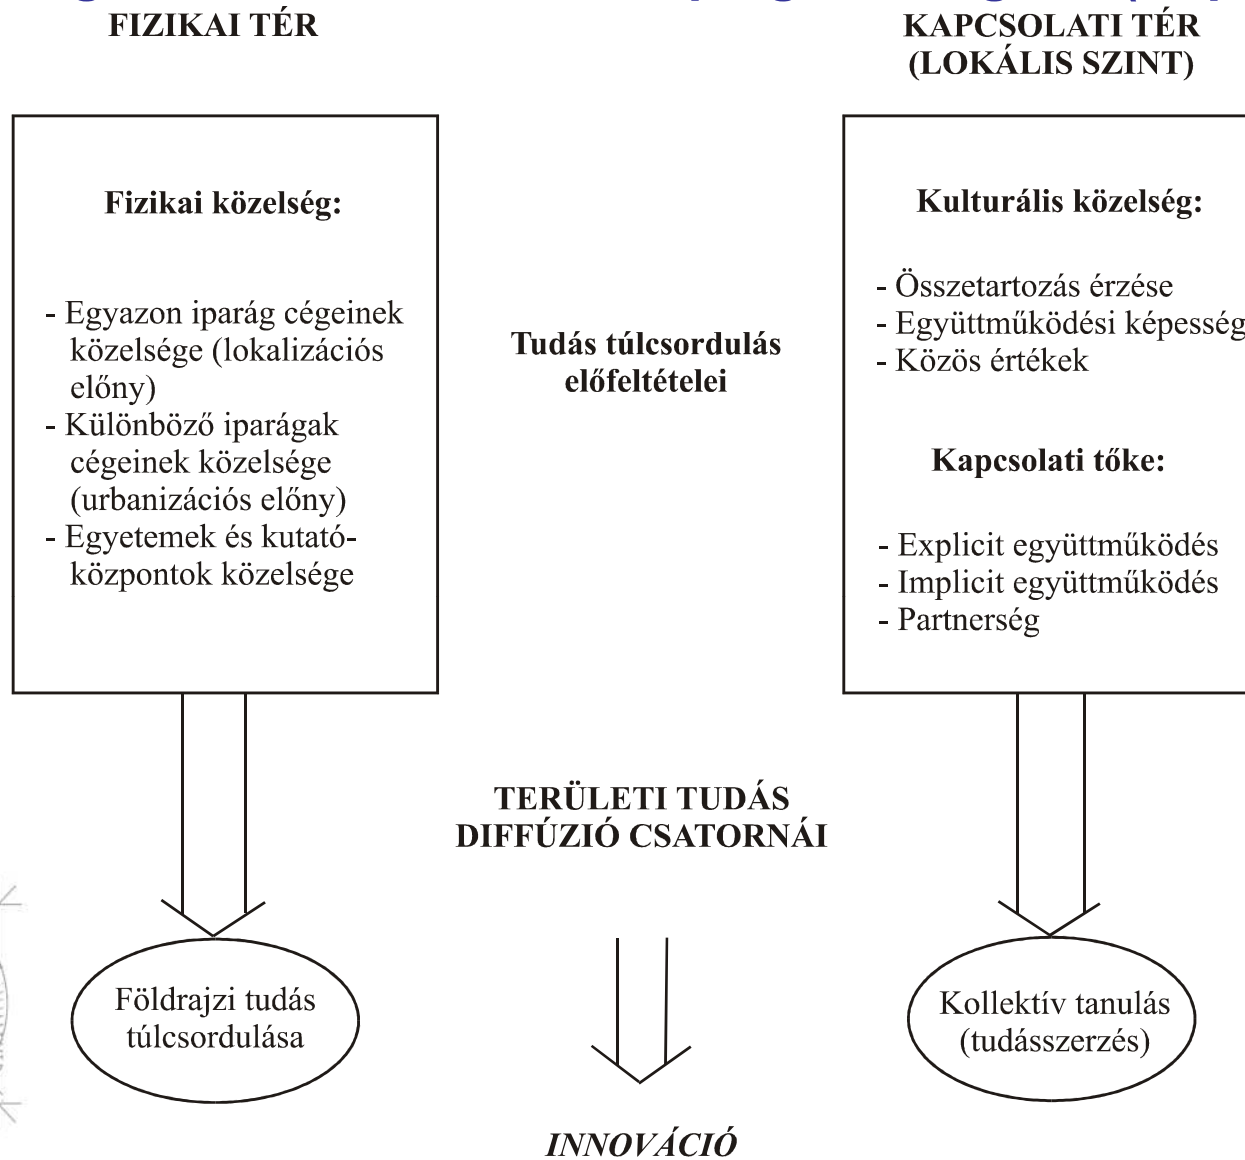 FIZIKAI TÉR
KAPCSOLATI TÉR
(LOKÁLIS SZINT)
Fizikai közelség:
- Egyazon iparág cégeinek
közelsége (lokalizációs
előny)
- Különböző iparágak
cégeinek közelsége
(urbanizációs előny)
- Egyetemek és kutató-
központok közelsége
Tudás túlcsordulás
előfeltételei
Kulturális közelség:
- Összetartozás érzése
- Együttműködési képesség
- Közös értékek
Kapcsolati tőke:
- Explicit együttműködés
- Implicit együttműködés
- Partnerség
TERÜLETI TUDÁS
DIFFÚZIÓ CSATORNÁI
Földrajzi tudás
túlcsordulása
Kollektív tanulás
(tudásszerzés)
INNOVÁCIÓ